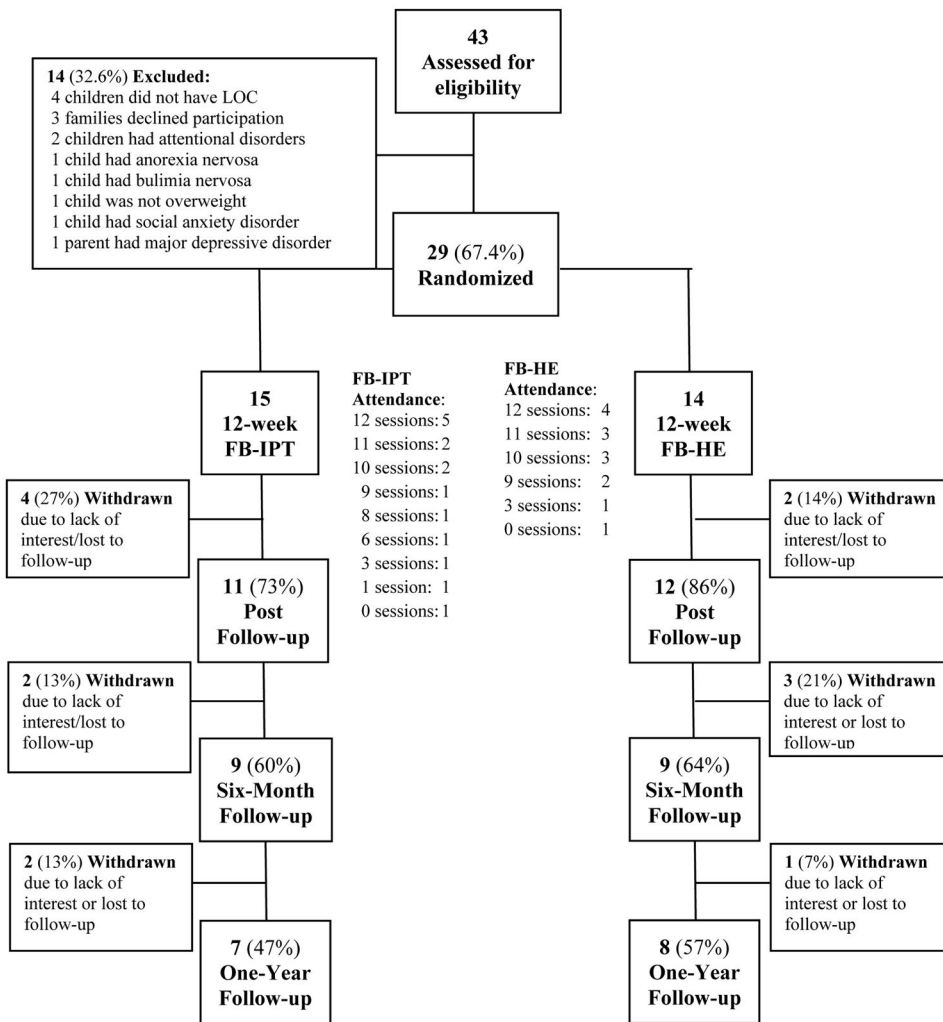 43
Assessed for
eligibility
14 (32.6%) Excluded:
4 children did not have LOC
3 families declined participation
2 children had attentional disorders
1 child had anorexia nervosa
1 child had bulimia nervosa
1 child was not overweight
1 child had social anxiety disorder
1 parent had major depressive disorder
29 (67.4%)
Randomized
15
12-week
FB-IPT
FB-IPT
Attendance:
12 sessions: 5
11 sessions: 2
10 sessions: 2
9 sessions: 1
8 sessions: 1
6 sessions: 1
3 sessions: 1
1 session: 1
0 sessions: 1
FB-HE
Attendance:
12 sessions: 4
11 sessions: 3
10 sessions: 3
9 sessions: 2
3 sessions: 1
0 sessions: 1
14
12-week
FB-HE
4 (27%) Withdrawn
due to lack of
interest/lost to
follow-up
2 (14%) Withdrawn
due to lack of
interest/lost to
follow-up
11 (73%)
Post
Follow-up
12 (86%)
Post
Follow-up
2 (13%) Withdrawn
due to lack of
interest/lost to
follow-up
3 (21%) Withdrawn
due to lack of
interest or lost to
follow-up
9 (60%)
Six-Month
Follow-up
9 (64%)
Six-Month
Follow-up
2 (13%) Withdrawn
due to lack of
interest or lost to
follow-up
1 (7%) Withdrawn
due to lack of
interest or lost to
follow-up
7 (47%)
One-Year
Follow-up
8 (57%)
One-Year
Follow-up